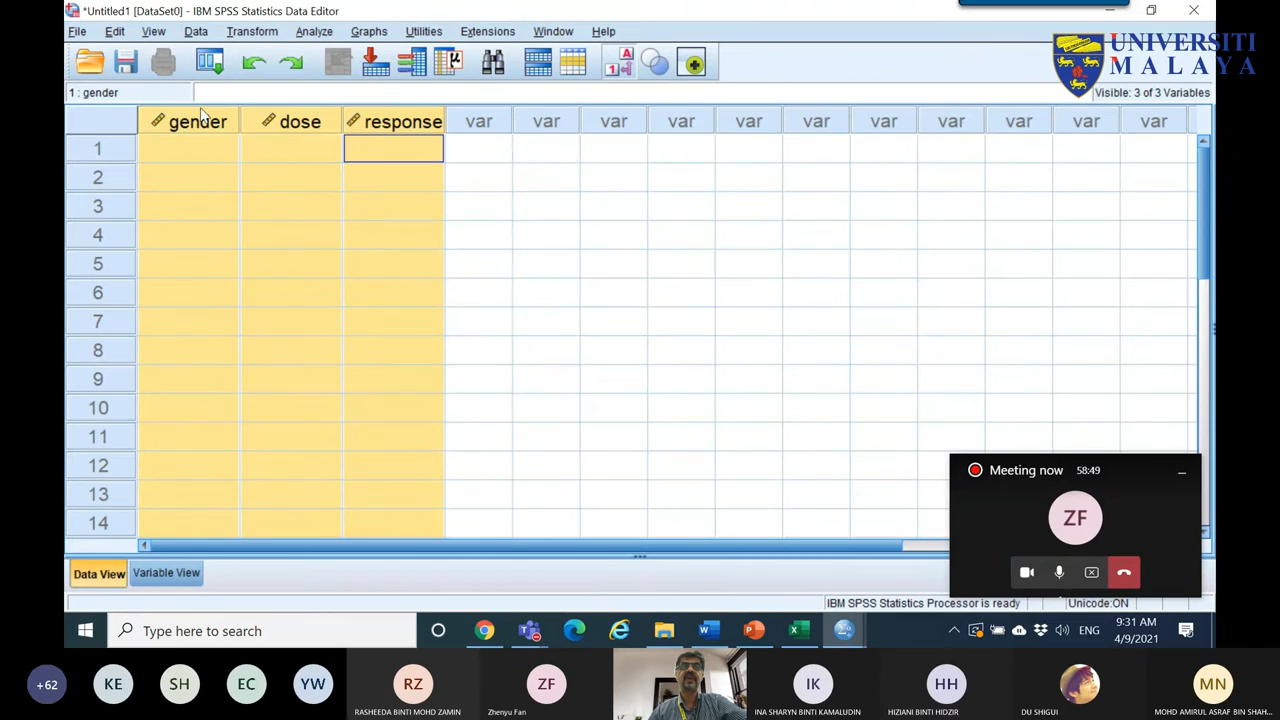 *Untitled1 [DataSet0] - IBM SPSS Statistics Data Editor
File Edit View Data Transform Analyze Graphs Utilities Extensions Window Help
UNIVERSITI
MALAYA
1 : gender
Visible: 3 of 3 Variables
gender dose response var var var var var var var var var var var
1
2
3
4
5
6
7
8
9
10
11
12
13
14
Meeting now 58:49
ZF
Data View Variable View
IBM SPSS Statistics Processor is ready Unicode:ON
Type here to search
ENG
9:31 AM
4/9/2021
+62 KE SH EC YW RZ ZF IK HH MN
RASHEEDA BINTI MOHD ZAMIN Zhenyu Fan INA SHARYN BINTI KAMALUDIN HIZIANI BINTI HIDZIR DU SHIGUI MOHD AMIRUL ASRAF BIN SHAH...